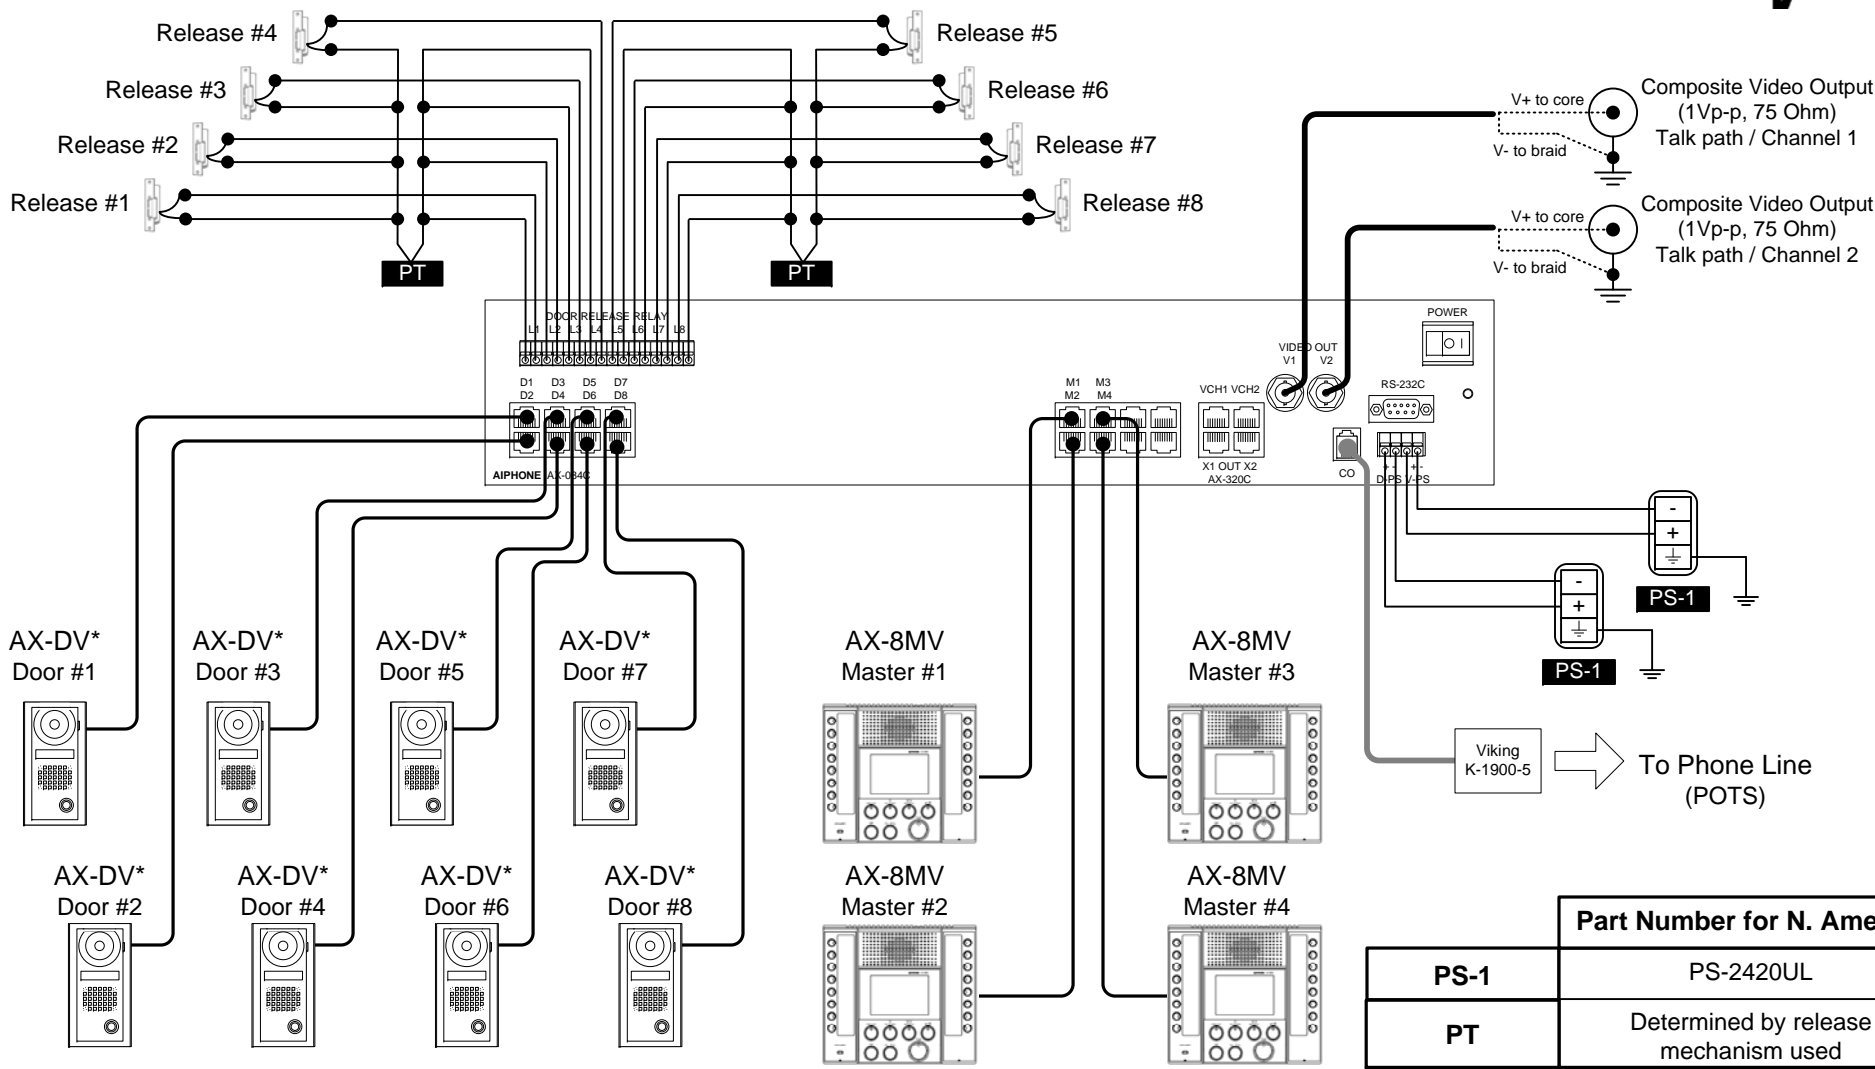 Release #4
Release #5
Release #3
Release #6
Release #2
Release #7
Release #1
Release #8
PT
PT
V+ to core
V- to braid
Composite Video Output
(1Vp-p, 75 Ohm)
Talk path / Channel 1
V+ to core
V- to braid
Composite Video Output
(1Vp-p, 75 Ohm)
Talk path / Channel 2
DOOR RELEASE RELAY
L1 L2 L3 L4 L5 L6 L7 L8
D1 D3 D5 D7
D2 D4 D6 D8
AIPHONE AX-084C
M1 M3
M2 M4
VCH1 VCH2
X1 OUT X2
AX-320C
VIDEO OUT
V1 V2
POWER
RS-232C
CO
+ - + -
D-PS V-PS
-
+
PS-1
-
+
PS-1
AX-DV*
Door #1
AX-DV*
Door #3
AX-DV*
Door #5
AX-DV*
Door #7
AX-8MV
Master #1
AX-8MV
Master #3
Viking
K-1900-5
To Phone Line
(POTS)
AX-DV*
Door #2
AX-DV*
Door #4
AX-DV*
Door #6
AX-DV*
Door #8
AX-8MV
Master #2
AX-8MV
Master #4
Part Number for N. Ame
PS-1 PS-2420UL
PT Determined by release
mechanism used